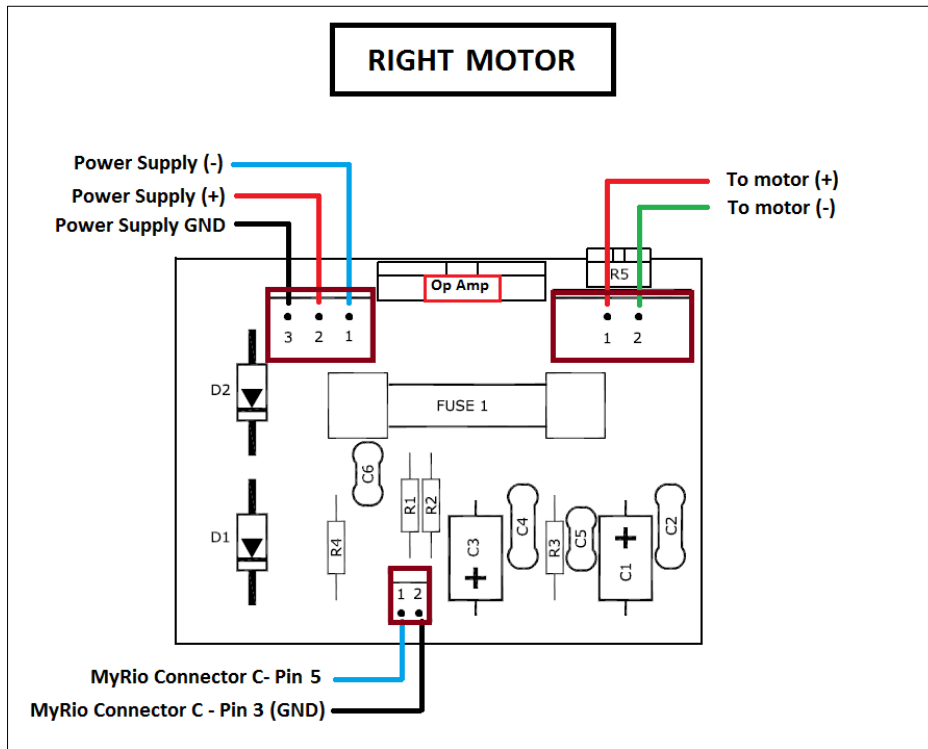 RIGHT MOTOR
Power Supply (-)
Power Supply (+)
Power Supply GND
To motor (+)
To motor (-)
Op Amp
R5
3 2 1
1 2
D2
FUSE 1
C6
R1
R2
D1
R4
C3
C4
R3
C5
C1
C2
1 2
MyRio Connector C- Pin 5
MyRio Connector C - Pin 3 (GND)